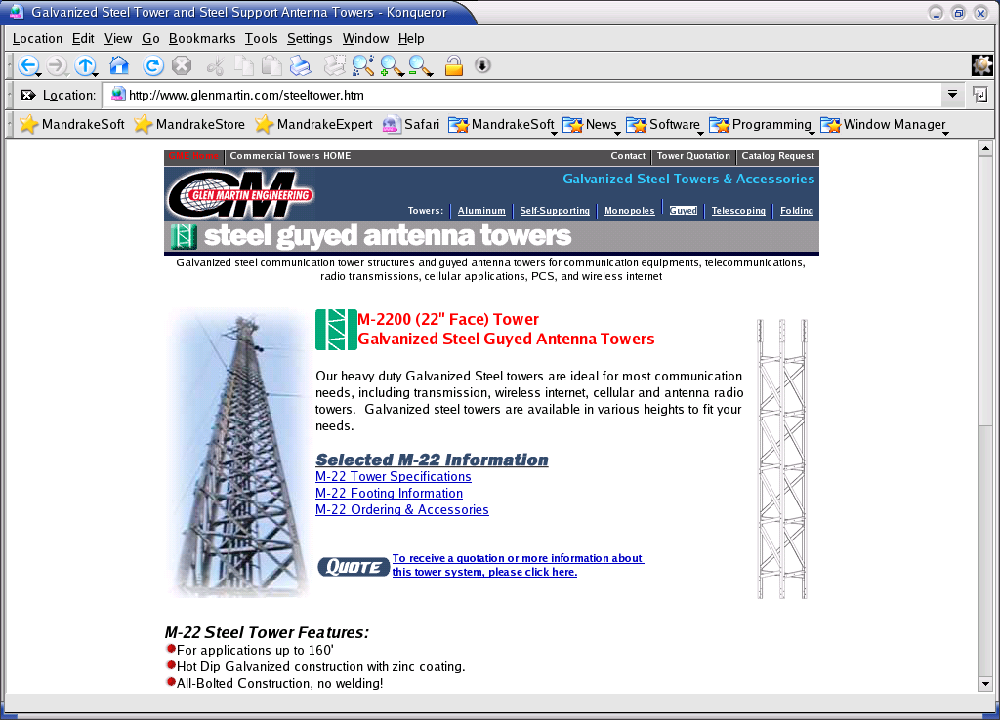 Galvanized Steel Tower and Steel Support Antenna Towers - Konqueror
Location Edit View Go Bookmarks Tools Settings Window Help
Location: http://www.glenmartin.com/steeltower.htm
MandrakeSoft MandrakeStore MandrakeExpert Safari MandrakeSoft News Software Programming Window Manager
GME Home Commercial Towers HOME Contact Tower Quotation Catalog Request
GM
GLEN MARTIN ENGINEERING
Galvanized Steel Towers & Accessories
Towers: Aluminum Self-Supporting Monopoles Guyed Telescoping Folding
steel guyed antenna towers
Galvanized steel communication tower structures and guyed antenna towers for communication equipments, telecommunications,
radio transmissions, cellular applications, PCS, and wireless internet
M-2200 (22" Face) Tower
Galvanized Steel Guyed Antenna Towers
Our heavy duty Galvanized Steel towers are ideal for most communication
needs, including transmission, wireless internet, cellular and antenna radio
towers. Galvanized steel towers are available in various heights to fit your
needs.
Selected M-22 Information
M-22 Tower Specifications
M-22 Footing Information
M-22 Ordering & Accessories
QUOTE
To receive a quotation or more information about
this tower system, please click here.
M-22 Steel Tower Features:
For applications up to 160'
Hot Dip Galvanized construction with zinc coating.
All-Bolted Construction, no welding!